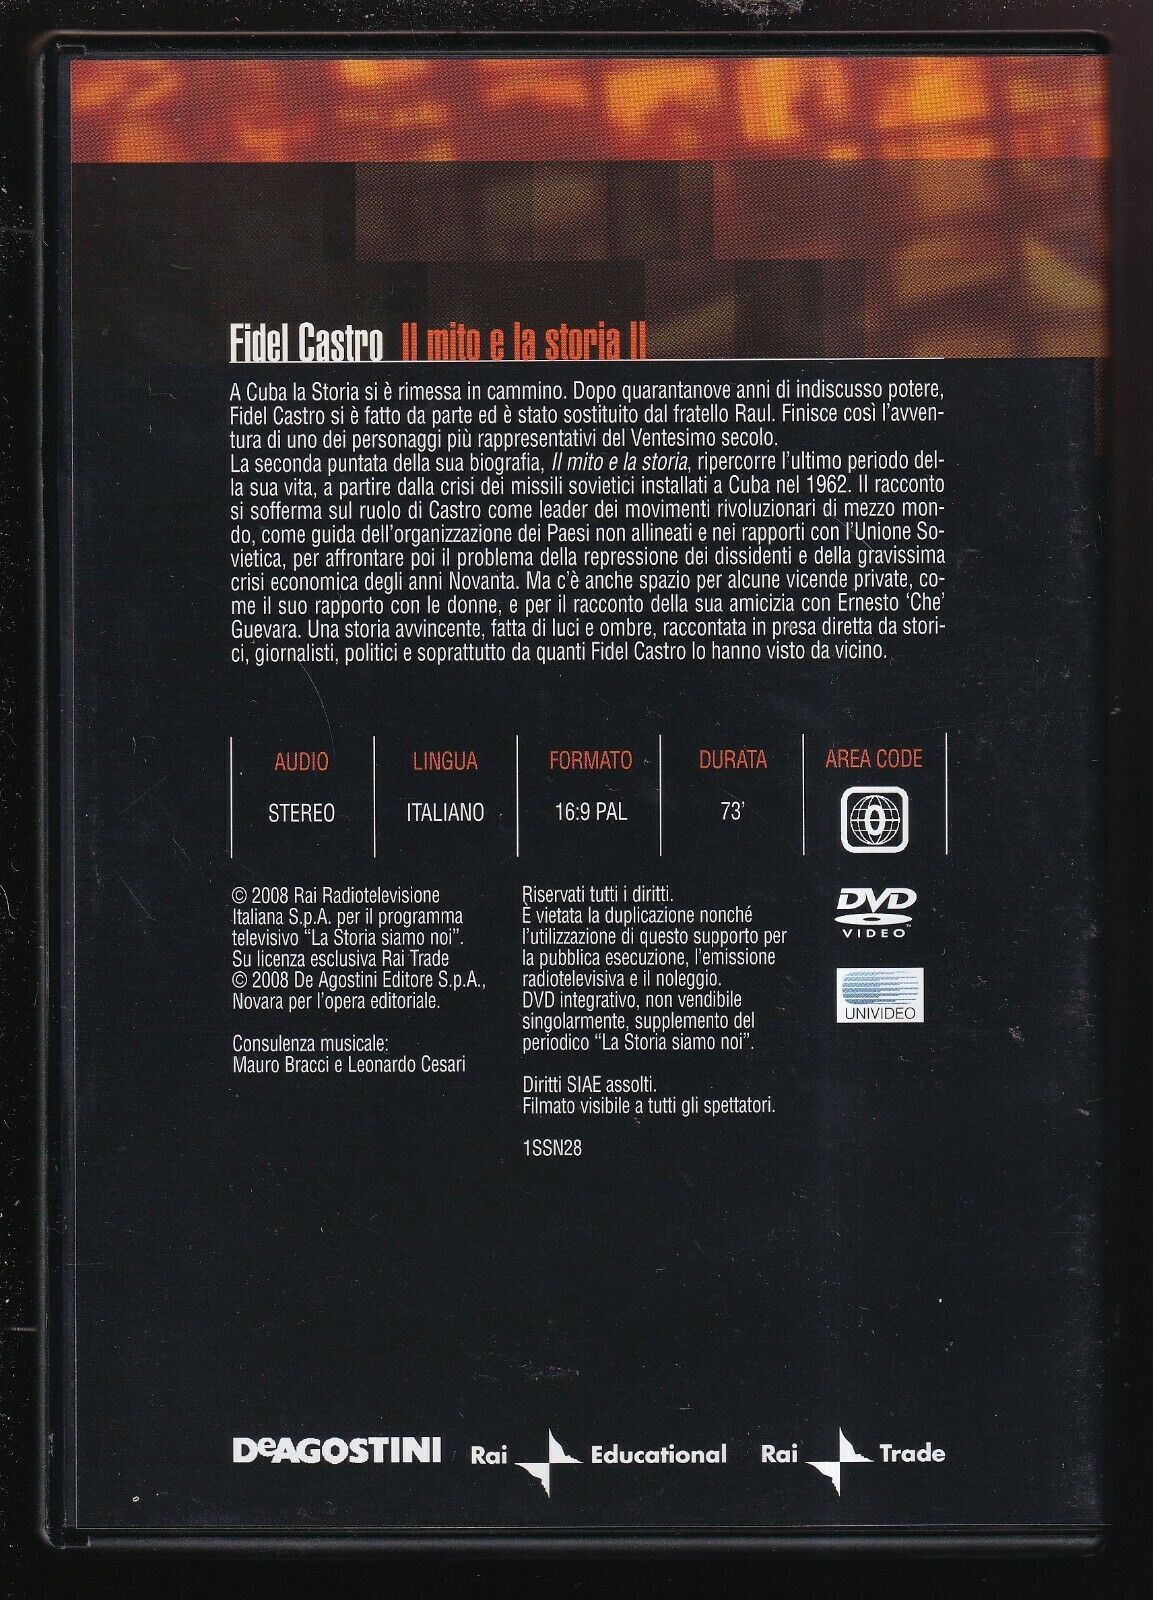 Fidel Castro Il mito e la storia II
A Cuba la Storia si è rimessa in cammino. Dopo quarantanove anni di indiscusso potere,
Fidel Castro si è fatto da parte ed è stato sostituito dal fratello Raul. Finisce così l'avven-
tura di uno dei personaggi più rappresentativi del Ventesimo secolo.
La seconda puntata della sua biografia, Il mito e la storia, ripercorre l'ultimo periodo del-
la sua vita, a partire dalla crisi dei missili sovietici installati a Cuba nel 1962. Il racconto
si sofferma sul ruolo di Castro come leader dei movimenti rivoluzionari di mezzo mon-
do, come guida dell'organizzazione dei Paesi non allineati e nei rapporti con l'Unione So-
vietica, per affrontare poi il problema della repressione dei dissidenti e della gravissima
crisi economica degli anni Novanta. Ma c'è anche spazio per alcune vicende private, co-
me il suo rapporto con le donne, e per il racconto della sua amicizia con Ernesto 'Che'
Guevara. Una storia avvincente, fatta di luci e ombre, raccontata in presa diretta da stori-
ci, giornalisti, politici e soprattutto da quanti Fidel Castro lo hanno visto da vicino.
AUDIO LINGUA FORMATO DURATA AREA CODE
STEREO ITALIANO 16:9 PAL 73' 0
© 2008 Rai Radiotelevisione
Italiana S.p.A. per il programma
televisivo "La Storia siamo noi".
Su licenza esclusiva Rai Trade
© 2008 De Agostini Editore S.p.A.,
Novara per l'opera editoriale.
Consulenza musicale:
Mauro Bracci e Leonardo Cesari
Riservati tutti i diritti.
È vietata la duplicazione nonché
l'utilizzazione di questo supporto per
la pubblica esecuzione, l'emissione
radiotelevisiva e il noleggio.
DVD integrativo, non vendibile
singolarmente, supplemento del
periodico "La Storia siamo noi".
Diritti SIAE assolti.
Filmato visibile a tutti gli spettatori.
1SSN28
DVD
VIDEO™
UNIVIDEO
DeAGOSTINI Rai Educational Rai Trade